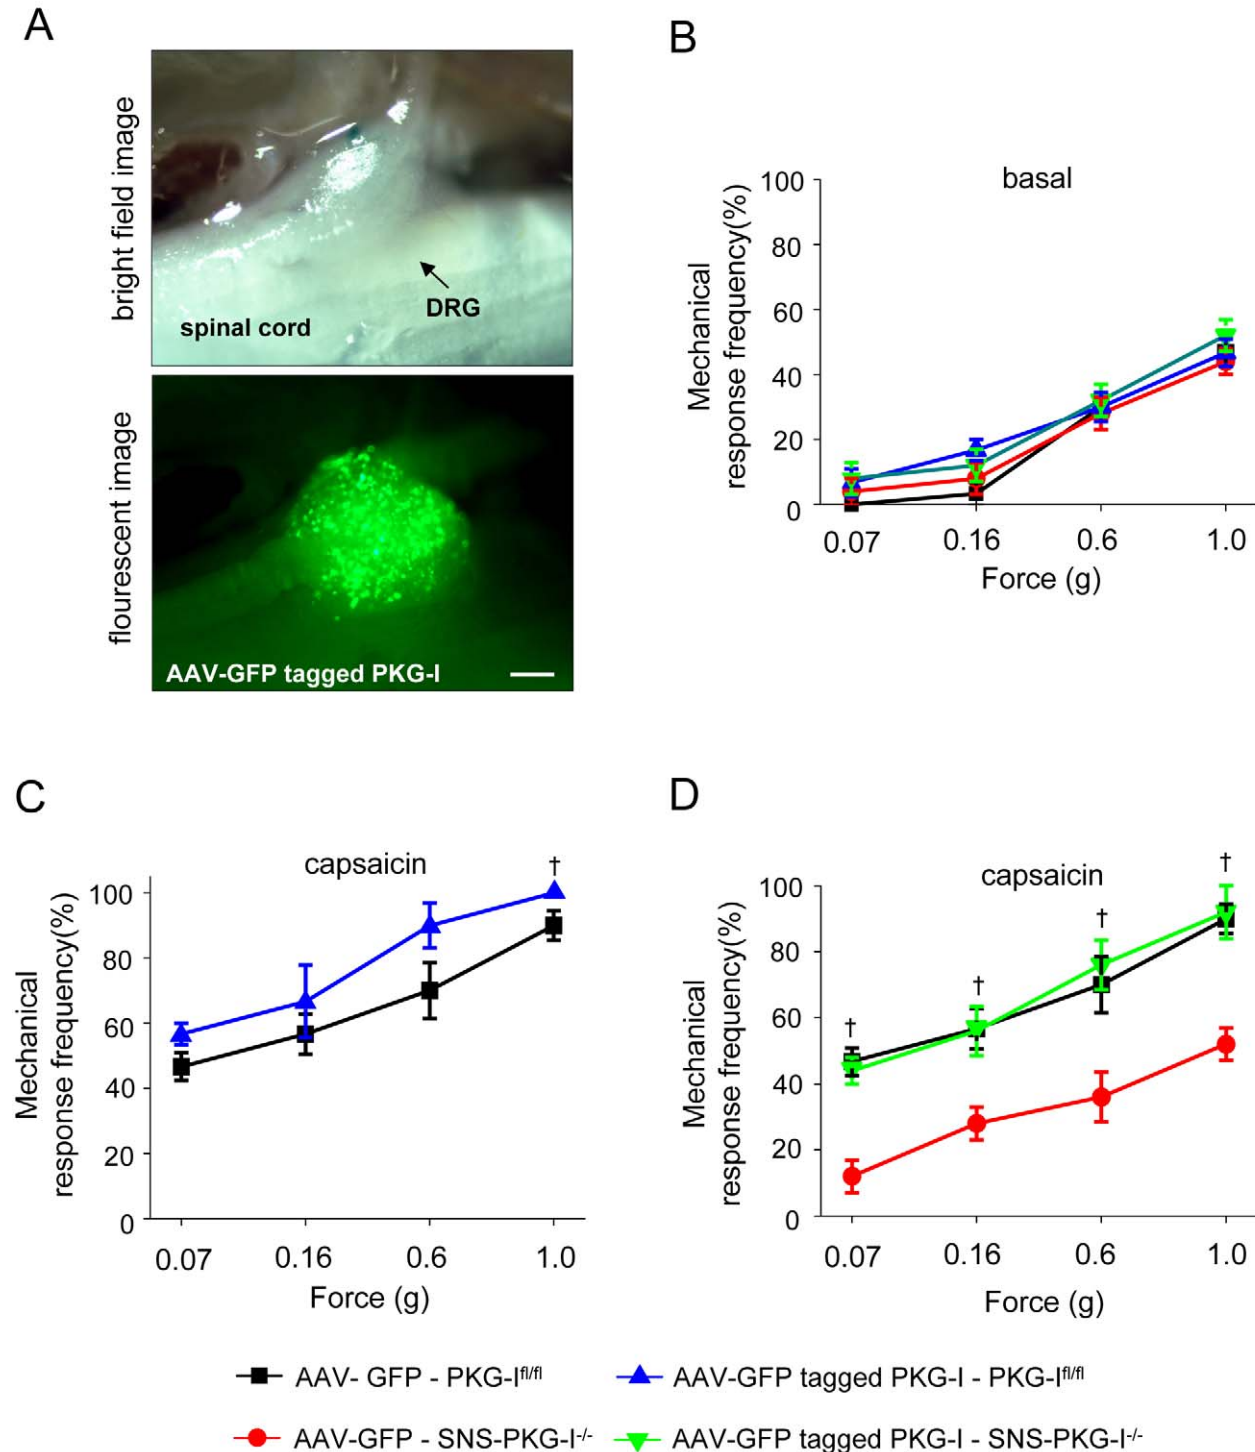 A
bright field image
spinal cord
DRG
flourescent image
AAV-GFP tagged PKG-I
B
basal
Mechanical
response frequency(%)
100
80
60
40
20
0
0.07 0.16 0.6 1.0
Force (g)
C
capsaicin
†
Mechanical
response frequency(%)
100
80
60
40
20
0
0.07 0.16 0.6 1.0
Force (g)
D
capsaicin
† † † †
Mechanical
response frequency(%)
100
80
60
40
20
0
0.07 0.16 0.6 1.0
Force (g)
AAV- GFP - PKG-I^fl/fl
AAV-GFP tagged PKG-I - PKG-I^fl/fl
AAV-GFP - SNS-PKG-I^-/-
AAV-GFP tagged PKG-I - SNS-PKG-I^-/-